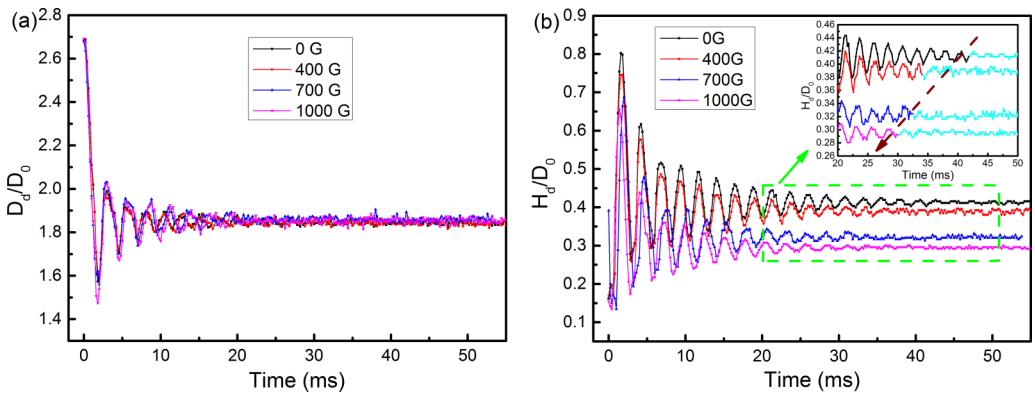 (a)
2.8
2.6
2.4
2.2
2.0
1.8
1.6
1.4
D_d/D_0
0 G
400 G
700 G
1000 G
0 10 20 30 40 50
Time (ms)
(b)
0.9
0.8
0.7
0.6
0.5
0.4
0.3
0.2
0.1
H_d/D_0
0G
400G
700G
1000G
0.46
0.44
0.42
0.40
0.38
0.36
0.34
0.32
0.30
0.28
0.26
H_d/D_0
20 25 30 35 40 45 50
Time (ms)
0 10 20 30 40 50
Time (ms)